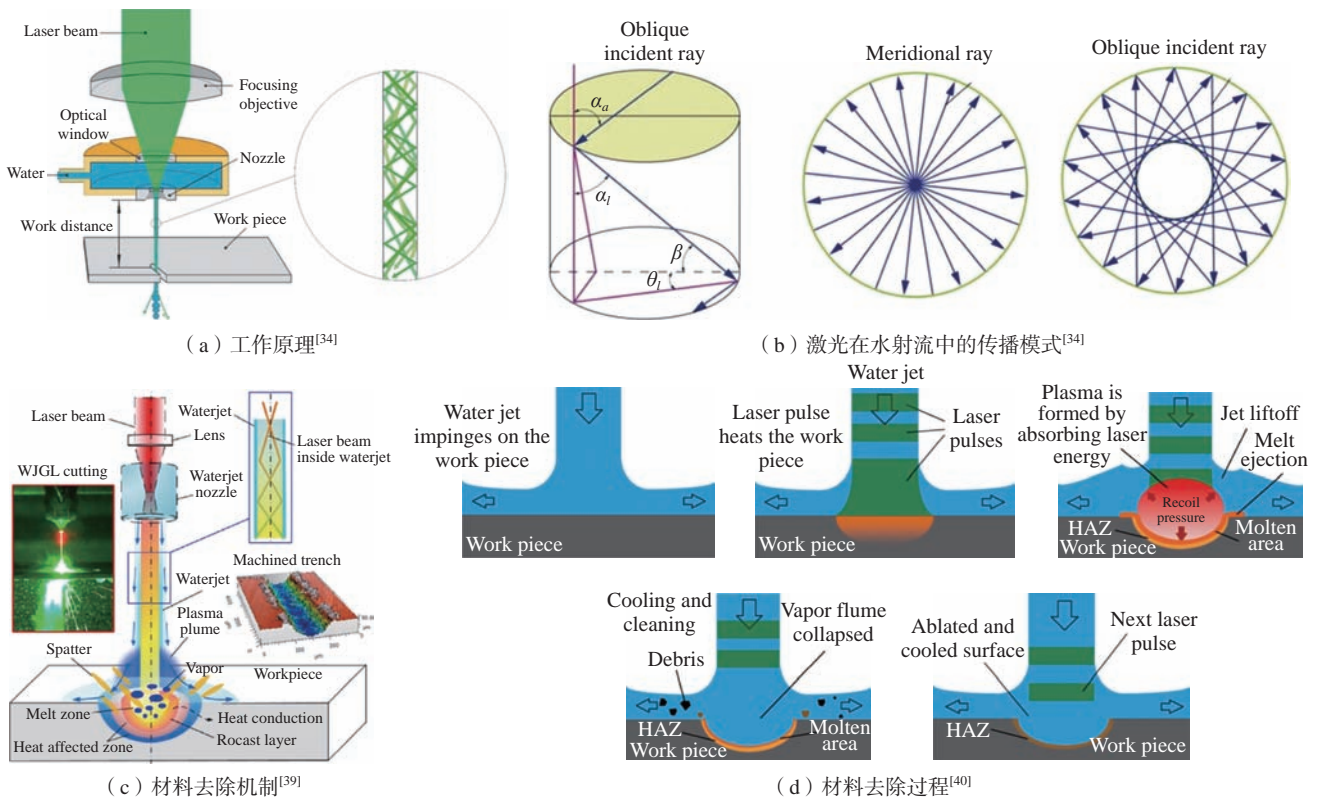 Laser beam
Focusing
objective
Optical
window
Nozzle
Water
Work piece
Work distance
（a）工作原理[34]
Oblique
incident ray
αa
αl
β
θl
Meridional ray
Oblique incident ray
（b）激光在水射流中的传播模式[34]
Laser beam
Lens
Waterjet
nozzle
WJGL cutting
Waterjet
Laser beam
inside waterjet
Machined trench
Waterjet
Plasma
plume
Spatter
Vapor
Workpiece
Melt zone
Heat conduction
Heat affected zone
Rocast layer
（c）材料去除机制[39]
Water jet
impinges on the
work piece
Work piece
Water jet
Laser pulse
heats the work
piece
Laser
pulses
Work piece
Plasma is
formed by
absorbing laser
energy
Jet liftoff
Melt
ejection
Recoil
pressure
HAZ
Work piece
Molten
area
Cooling and
cleaning
Debris
Vapor flume
collapsed
HAZ
Work piece
Molten
area
Ablated and
cooled surface
Next laser
pulse
HAZ
Work piece
（d）材料去除过程[40]